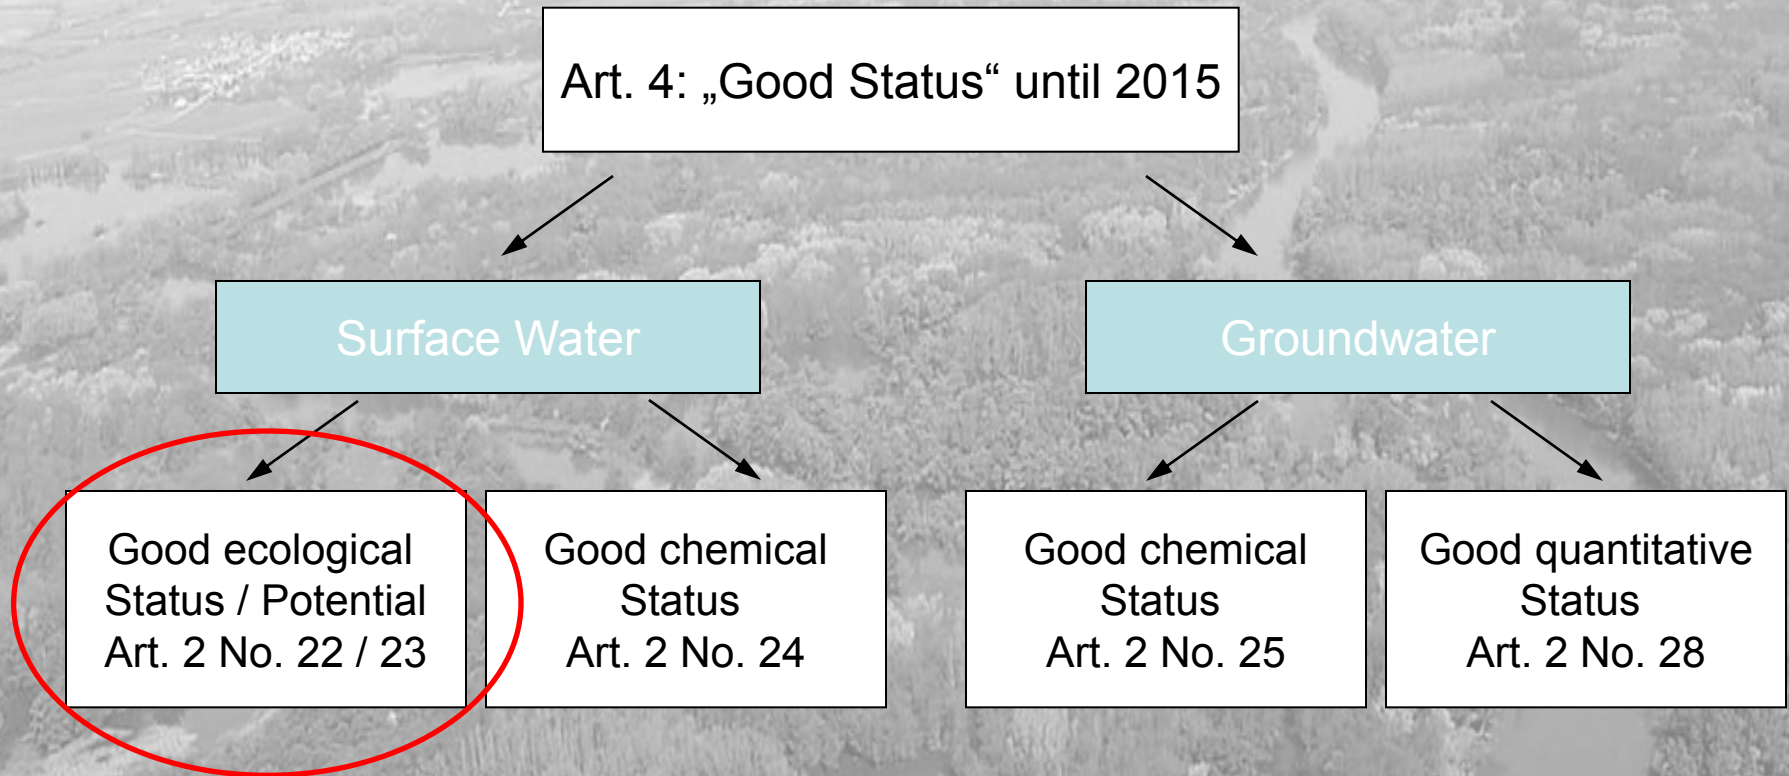 Art. 4: „Good Status“ until 2015
Surface Water
Groundwater
Good ecological
Status / Potential
Art. 2 No. 22 / 23
Good chemical
Status
Art. 2 No. 24
Good chemical
Status
Art. 2 No. 25
Good quantitative
Status
Art. 2 No. 28